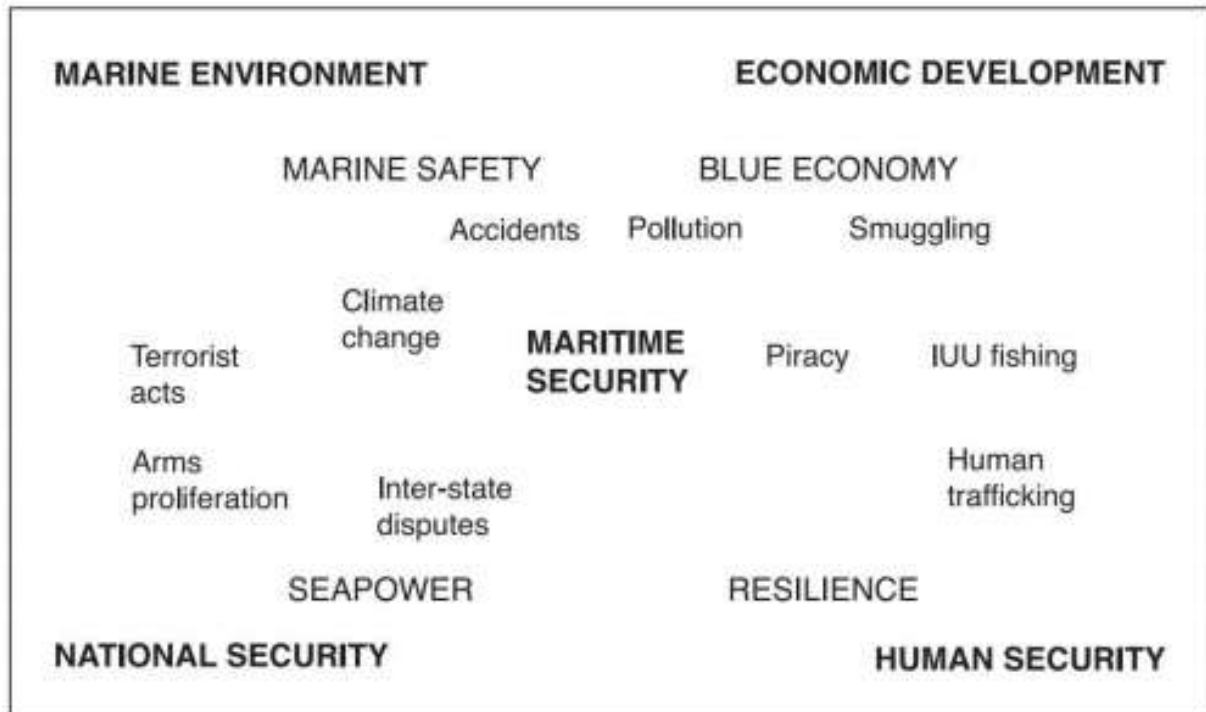 MARINE ENVIRONMENT
ECONOMIC DEVELOPMENT
MARINE SAFETY
BLUE ECONOMY
Accidents
Pollution
Smuggling
Climate
change
Terrorist
acts
MARITIME
SECURITY
Piracy
IUU fishing
Arms
proliferation
Inter-state
disputes
Human
trafficking
SEAPOWER
RESILIENCE
NATIONAL SECURITY
HUMAN SECURITY